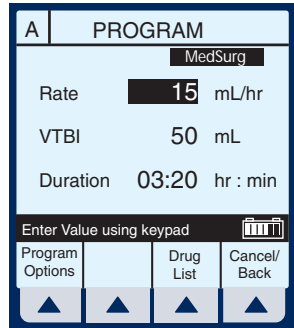 A PROGRAM
MedSurg
Rate 15 mL/hr
VTBI 50 mL
Duration 03:20 hr : min
Enter Value using keypad
Program Options
Drug List
Cancel/ Back